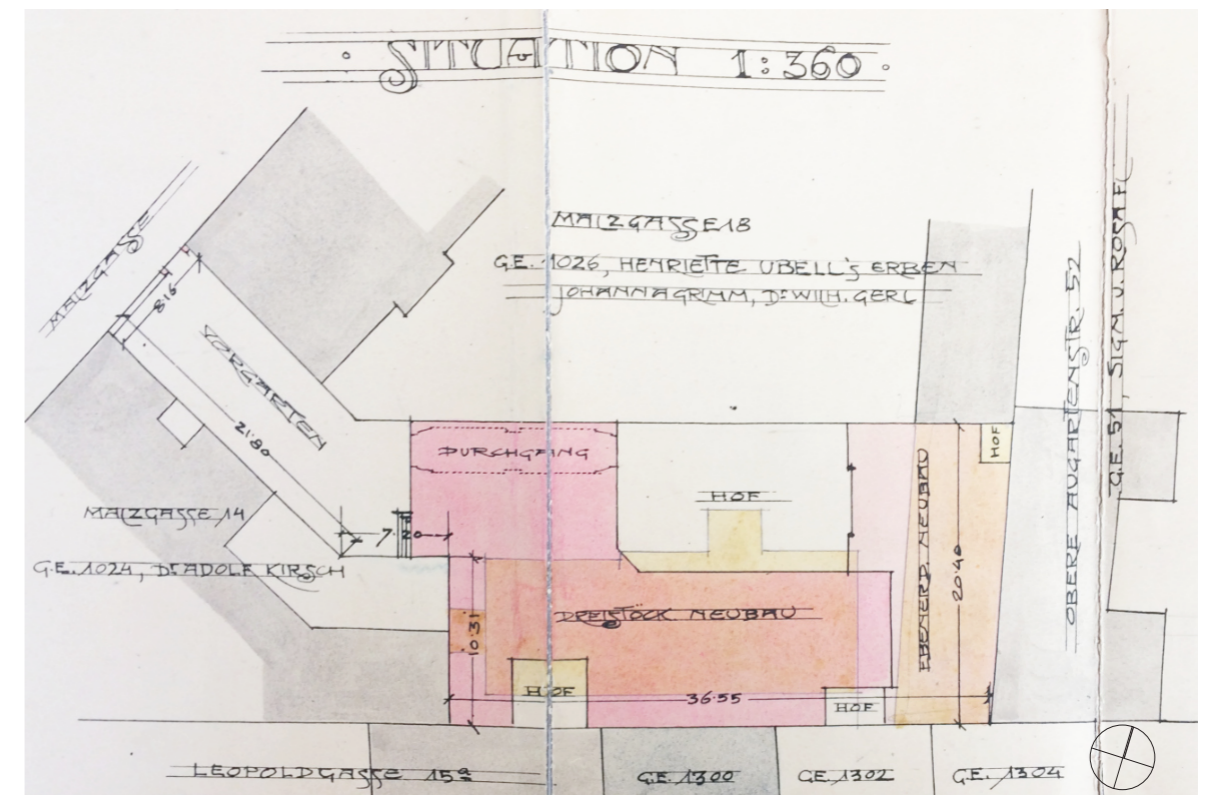 · SITUATION 1:360 ·
MALZGASSE
8·16
VORGARTEN
21·80
MALZGASSE 18
G.E. 1026, HENRIETTE UBELL'S ERBEN
JOHANNA GRIMM, DR WILH. GERL
OBERE AUGARTENSTR. 52
G.E. 51, SIGM. U. ROSA
DURCHGANG
HOF
HOF
EBENERD. NEUBAU
20·40
MALZGASSE 14
7·20
G.E. 1024, DR ADOLF KIRSCH
10·31
DREISTÖCK NEUBAU
HOF
36·55
HOF
LEOPOLDGASSE 15a
G.E. 1300
G.E. 1302
G.E. 1304